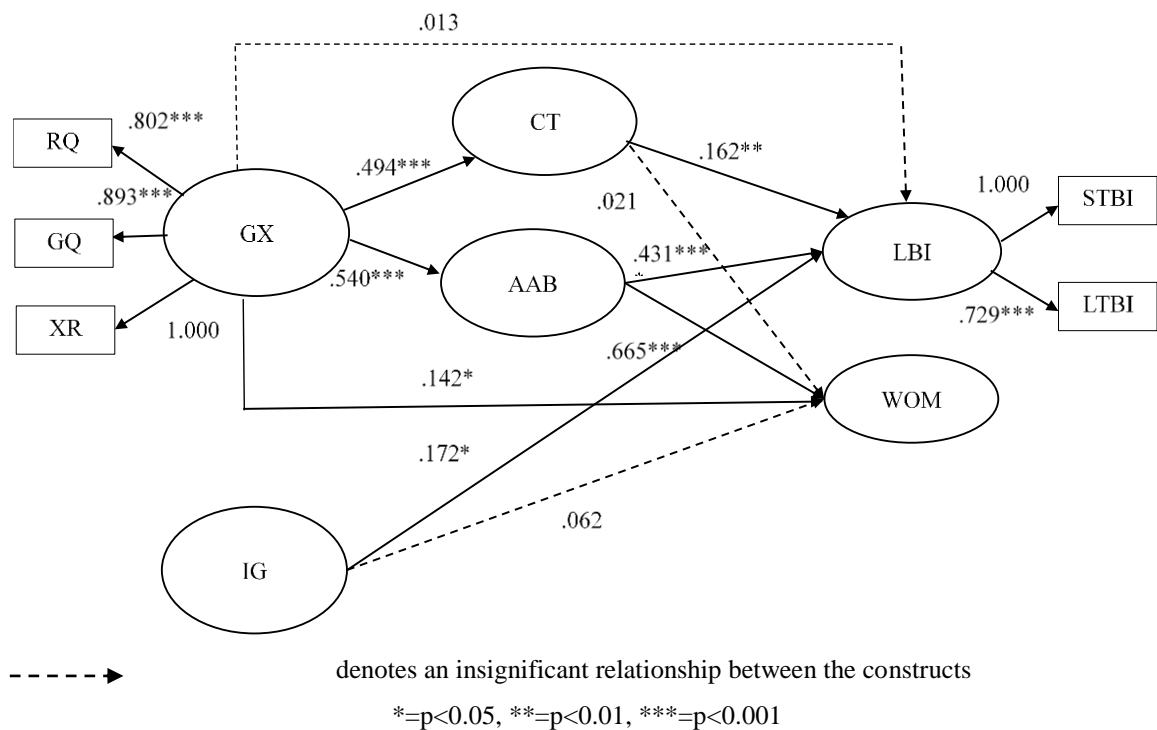 .013
CT
.802***
RQ
.494***
.162**
1.000
.893***
STBI
.021
GX
GQ
LBI
.431***
*
.540***
AAB
LTBI
XR
1.000
.729***
.665***
.142*
WOM
.172*
.062
IG
denotes an insignificant relationship between the constructs
*=p<0.05, **=p<0.01, ***=p<0.001